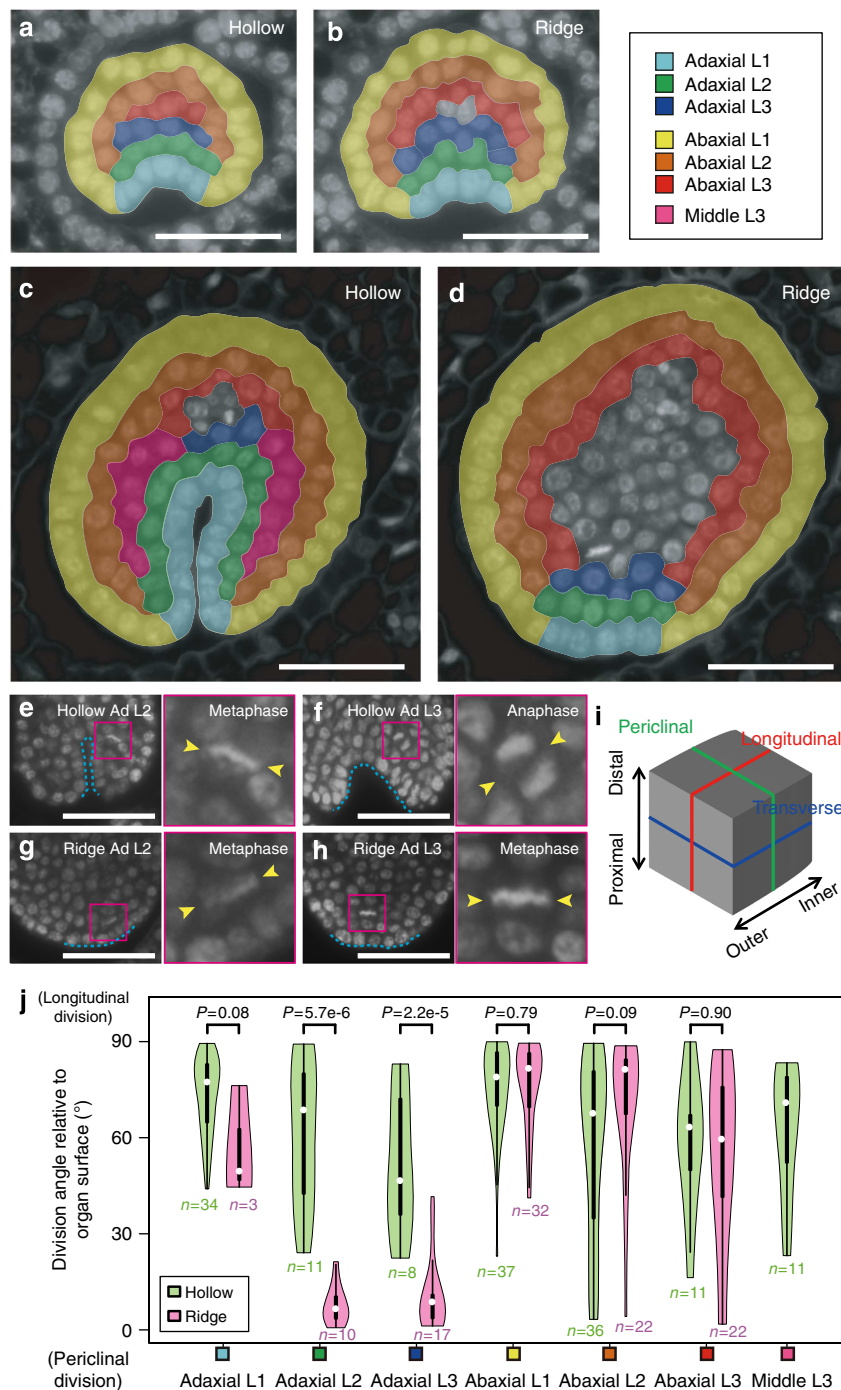 a
Hollow
b
Ridge
Adaxial L1
Adaxial L2
Adaxial L3
Abaxial L1
Abaxial L2
Abaxial L3
Middle L3
c
Hollow
d
Ridge
e
Hollow Ad L2
Metaphase
f
Hollow Ad L3
Anaphase
g
Ridge Ad L2
Metaphase
h
Ridge Ad L3
Metaphase
i
Periclinal
Longitudinal
Transverse
Distal
Proximal
Outer
Inner
j
(Longitudinal
division)
P=0.08
P=5.7e-6
P=2.2e-5
P=0.79
P=0.09
P=0.90
Division angle relative to
organ surface (°)
90
60
30
0
n=34
n=3
n=11
n=10
n=8
n=17
n=37
n=32
n=36
n=22
n=11
n=22
n=11
Hollow
Ridge
(Periclinal
division)
Adaxial L1
Adaxial L2
Adaxial L3
Abaxial L1
Abaxial L2
Abaxial L3
Middle L3